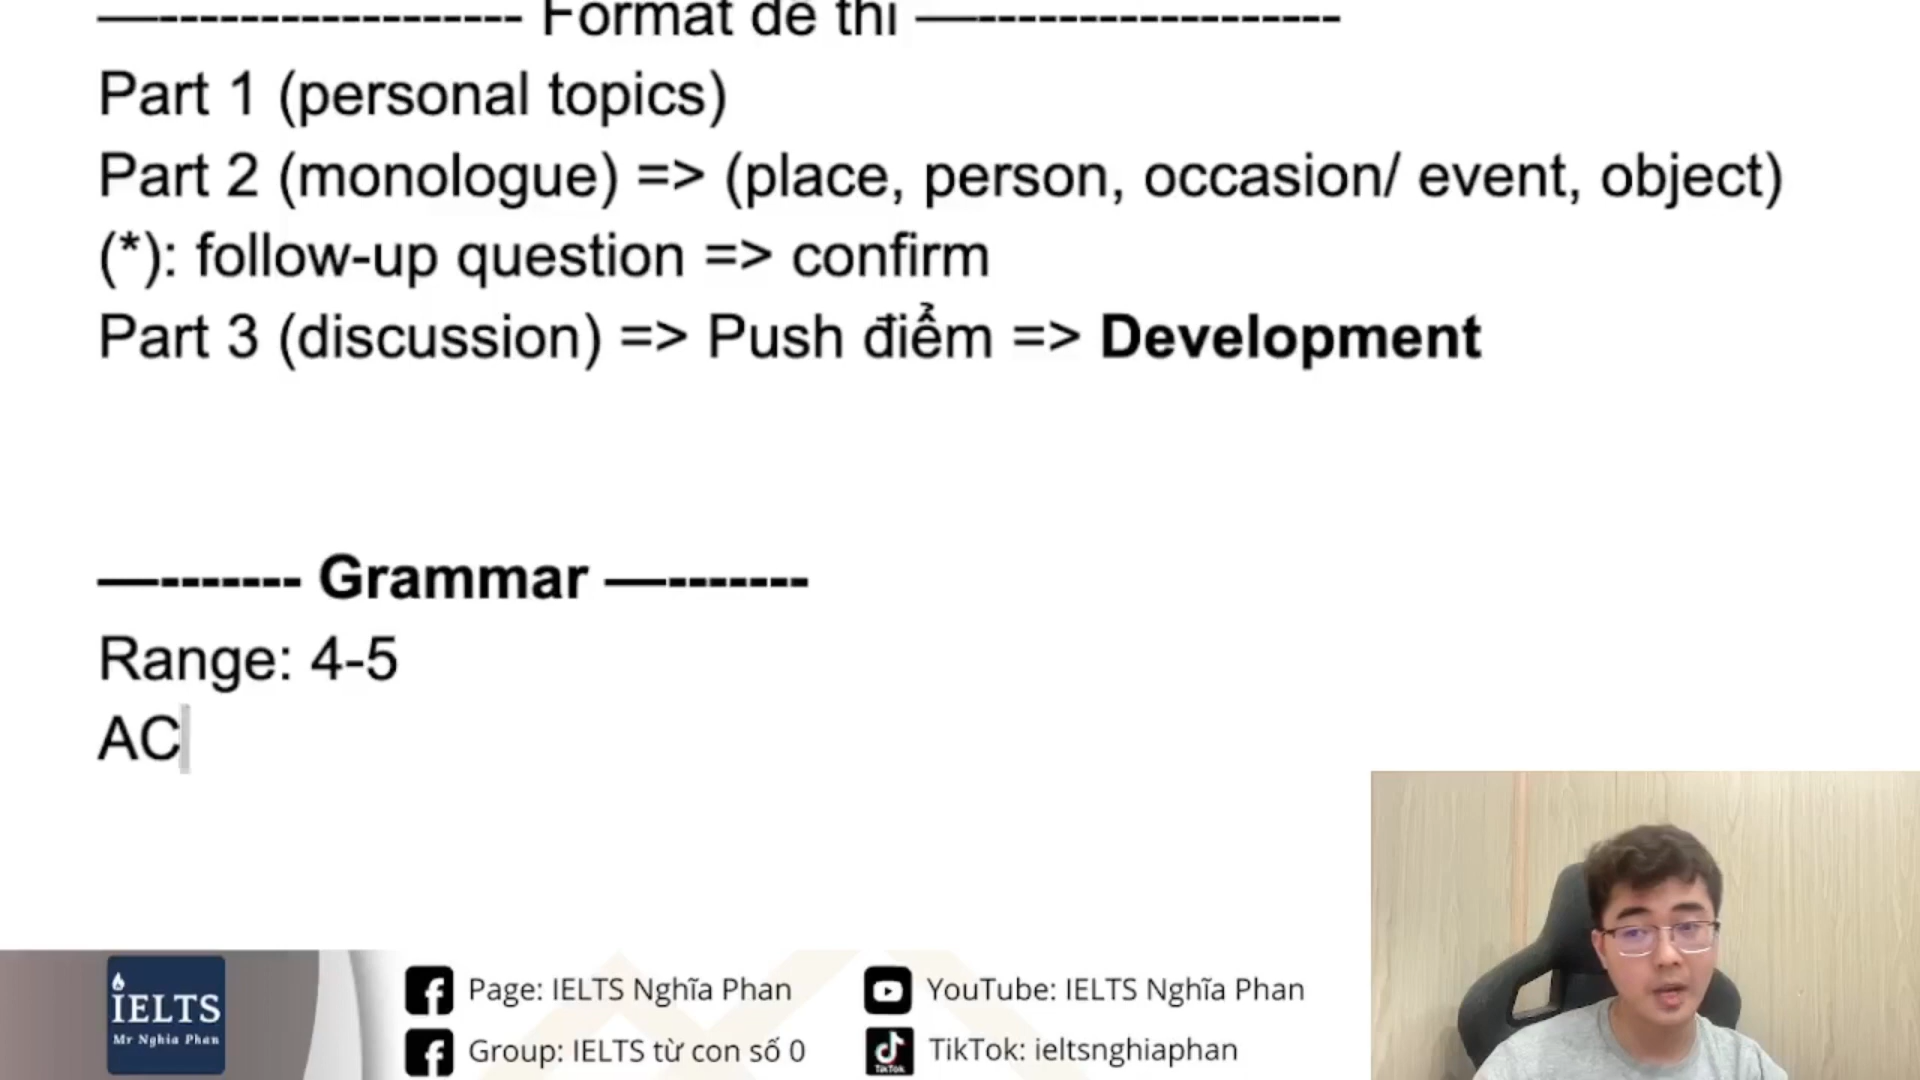 —------------------- Format đề thi —-------------------
Part 1 (personal topics)
Part 2 (monologue) => (place, person, occasion/ event, object)
(*): follow-up question => confirm
Part 3 (discussion) => Push điểm => Development
—------- Grammar —-------
Range: 4-5
AC
IELTS
Mr Nghia Phan
Page: IELTS Nghĩa Phan
Group: IELTS từ con số 0
YouTube: IELTS Nghĩa Phan
TikTok
TikTok: ieltsnghiaphan